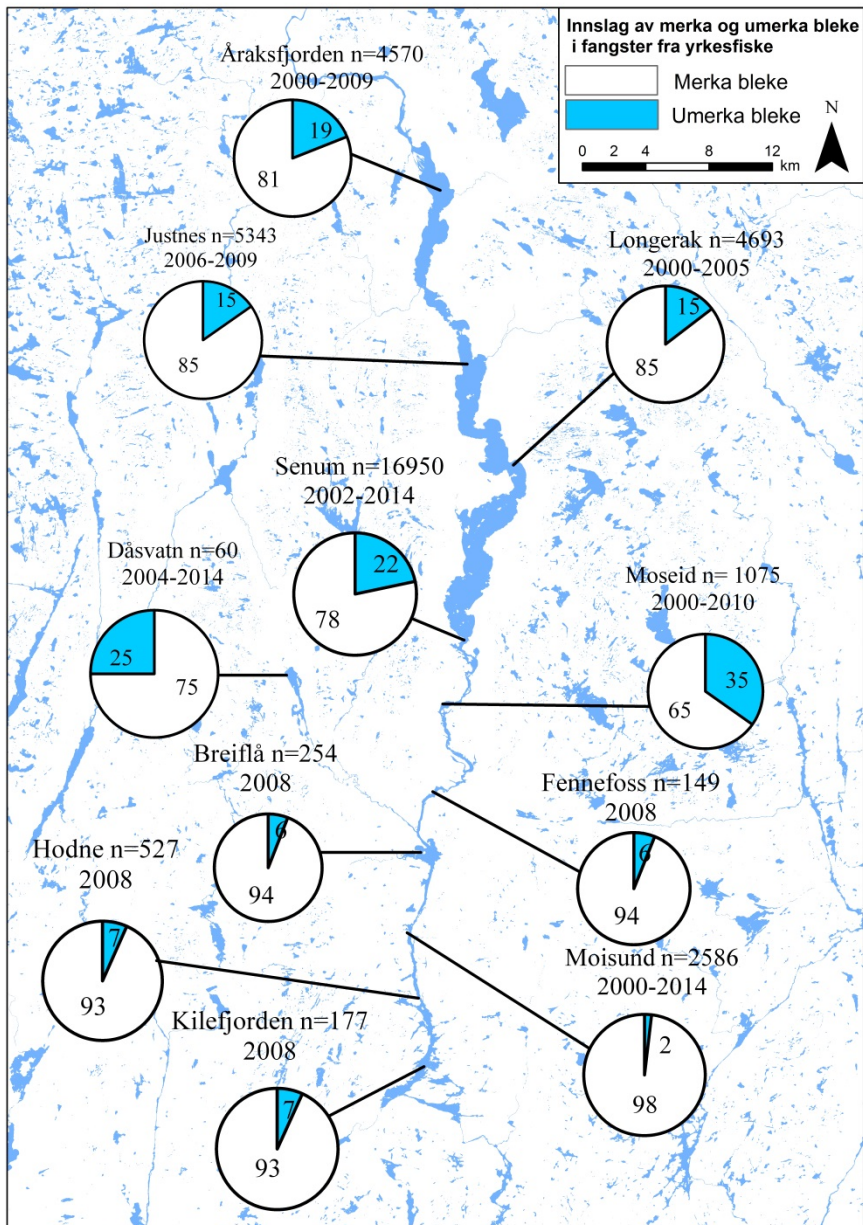 Innslag av merka og umerka bleke
i fangster fra yrkesfiske
Merka bleke
Umerka bleke
N
0 2 4 8 12
km
Åraksfjorden n=4570
2000-2009
19
81
Justnes n=5343
2006-2009
15
85
Longerak n=4693
2000-2005
15
85
Senum n=16950
2002-2014
22
78
Dåsvatn n=60
2004-2014
25
75
Moseid n= 1075
2000-2010
35
65
Breiflå n=254
2008
6
94
Fennefoss n=149
2008
6
94
Hodne n=527
2008
7
93
Moisund n=2586
2000-2014
2
98
Kilefjorden n=177
2008
7
93